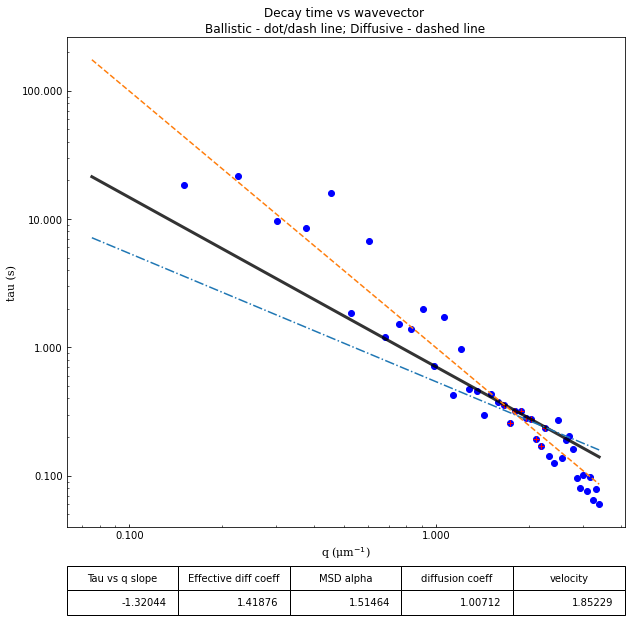 Decay time vs wavevector
Ballistic - dot/dash line; Diffusive - dashed line
100.000
10.000
1.000
0.100
tau (s)
0.100 1.000
q (μm⁻¹)
Tau vs q slope Effective diff coeff MSD alpha diffusion coeff velocity
-1.32044 1.41876 1.51464 1.00712 1.85229